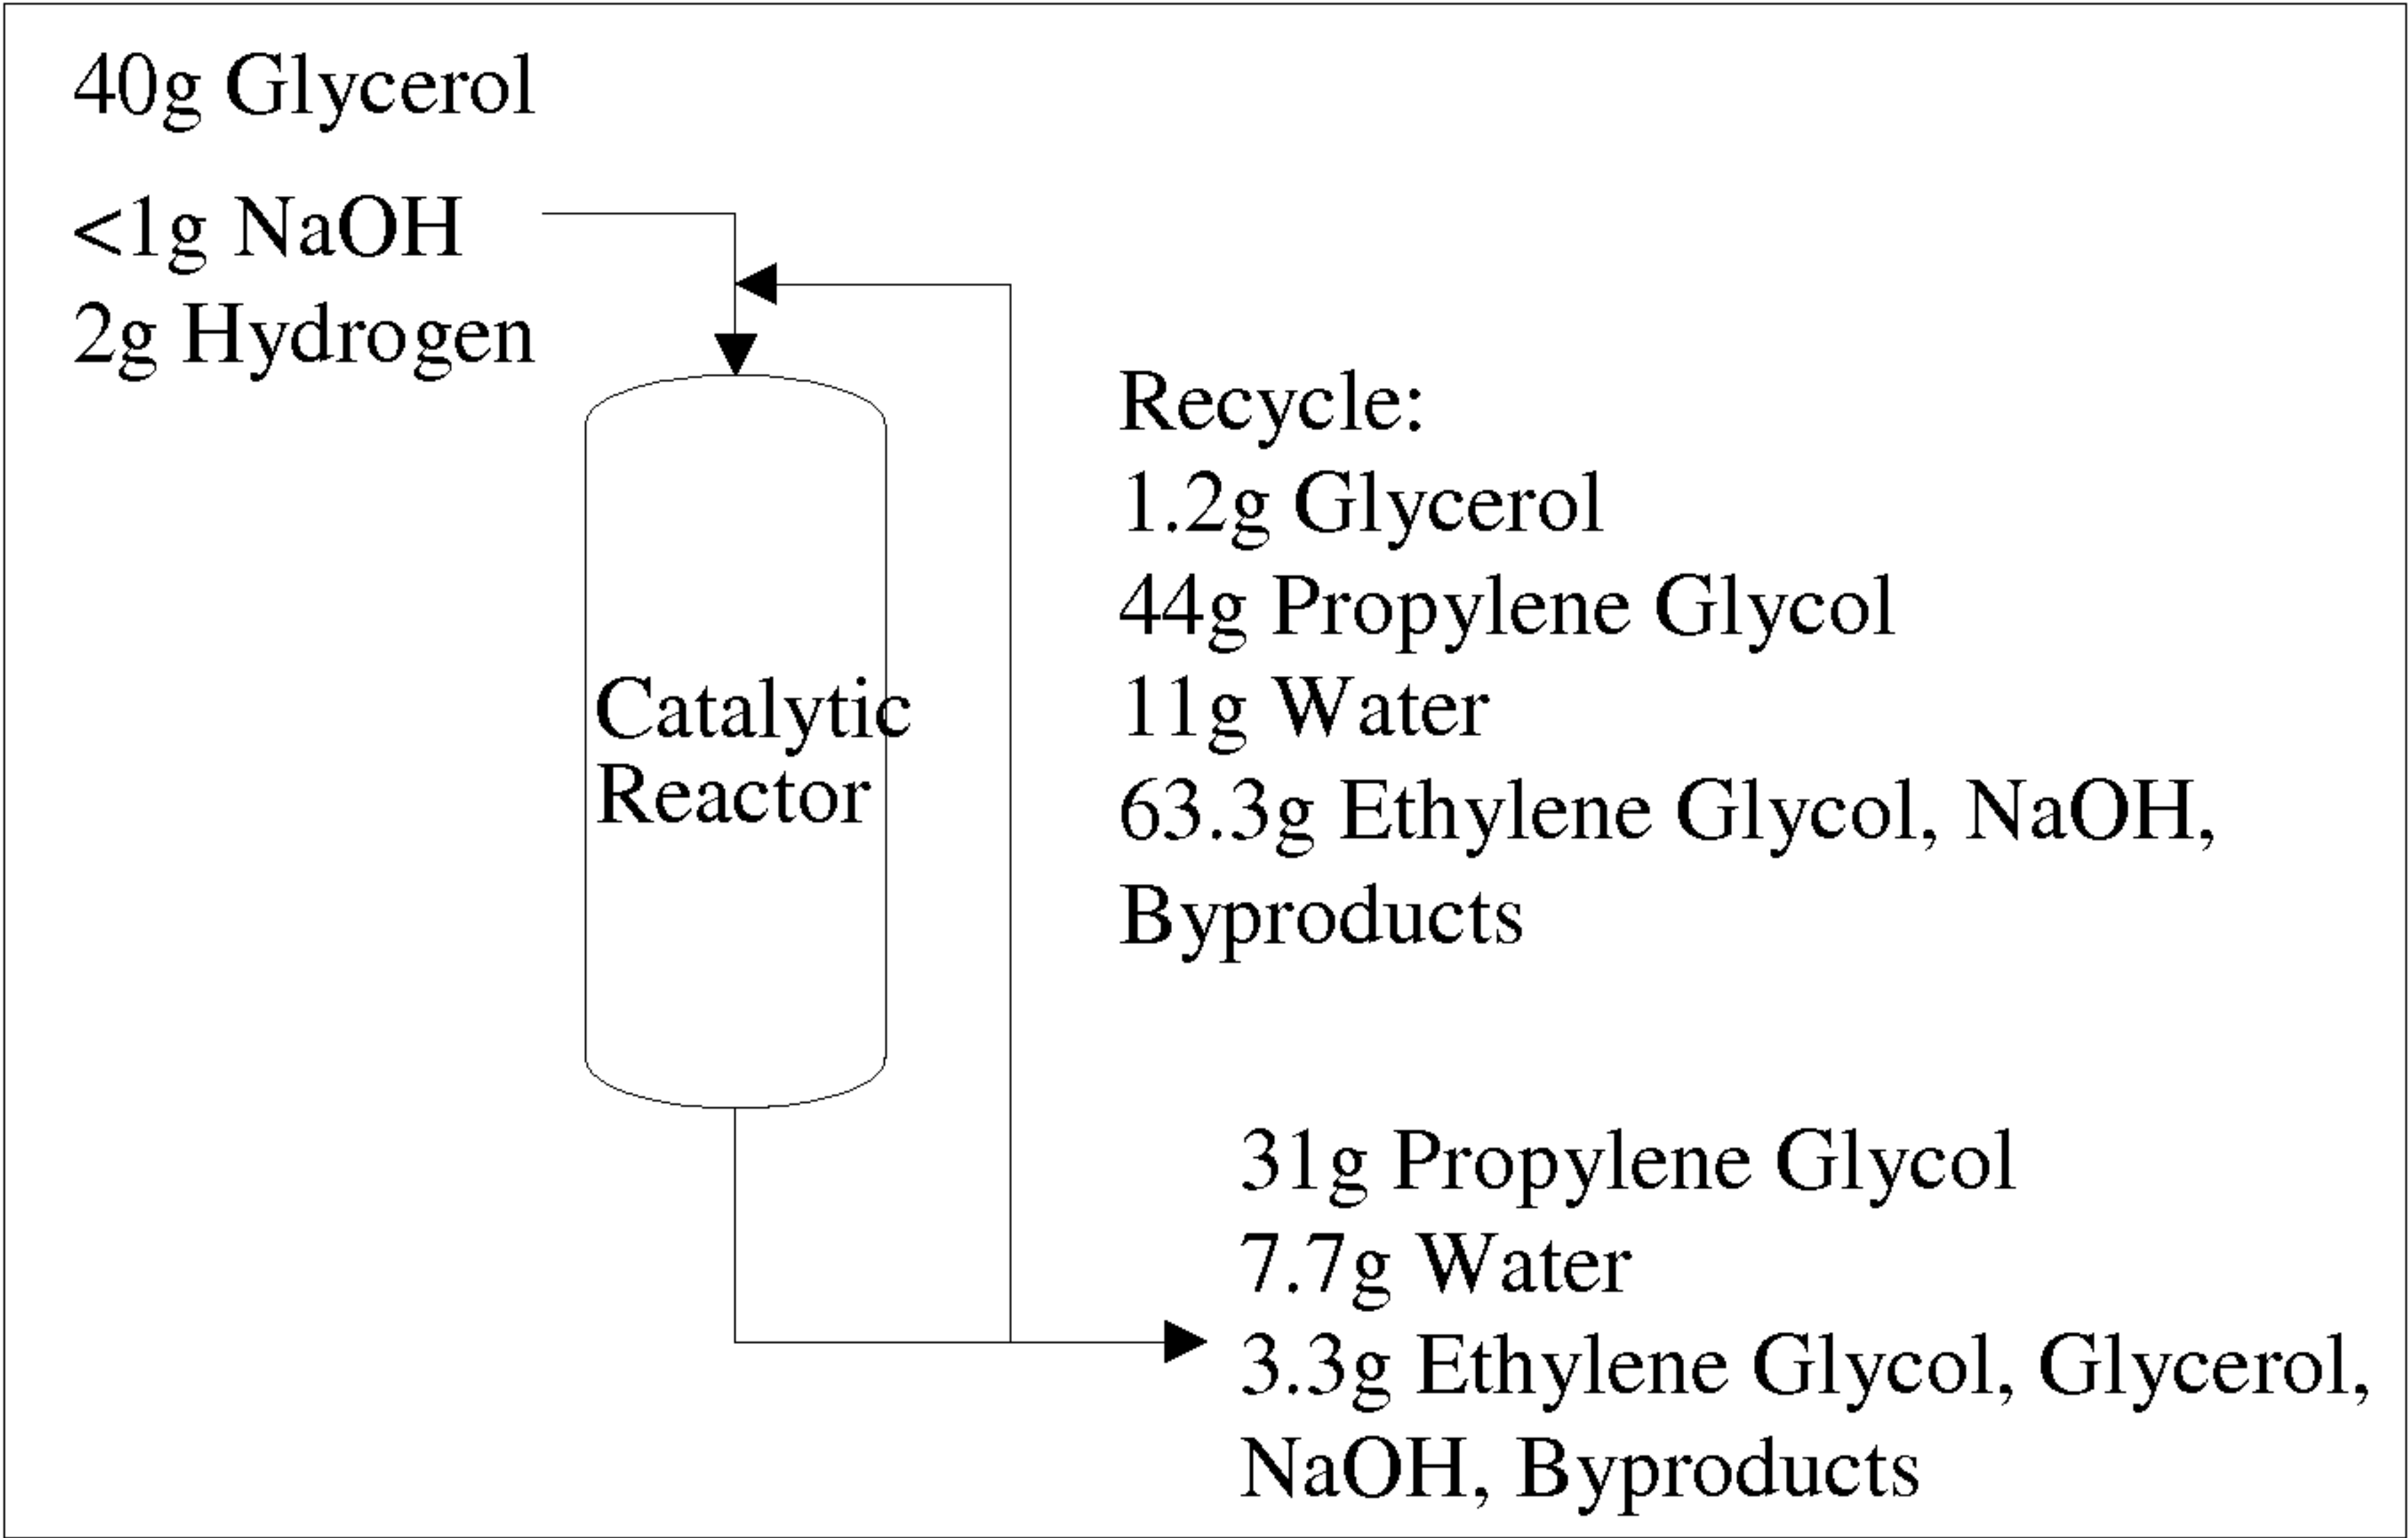 40g Glycerol
<1g NaOH
2g Hydrogen
Recycle:
1.2g Glycerol
44g Propylene Glycol
11g Water
63.3g Ethylene Glycol, NaOH,
Byproducts
Catalytic
Reactor
31g Propylene Glycol
7.7g Water
3.3g Ethylene Glycol, Glycerol,
NaOH, Byproducts